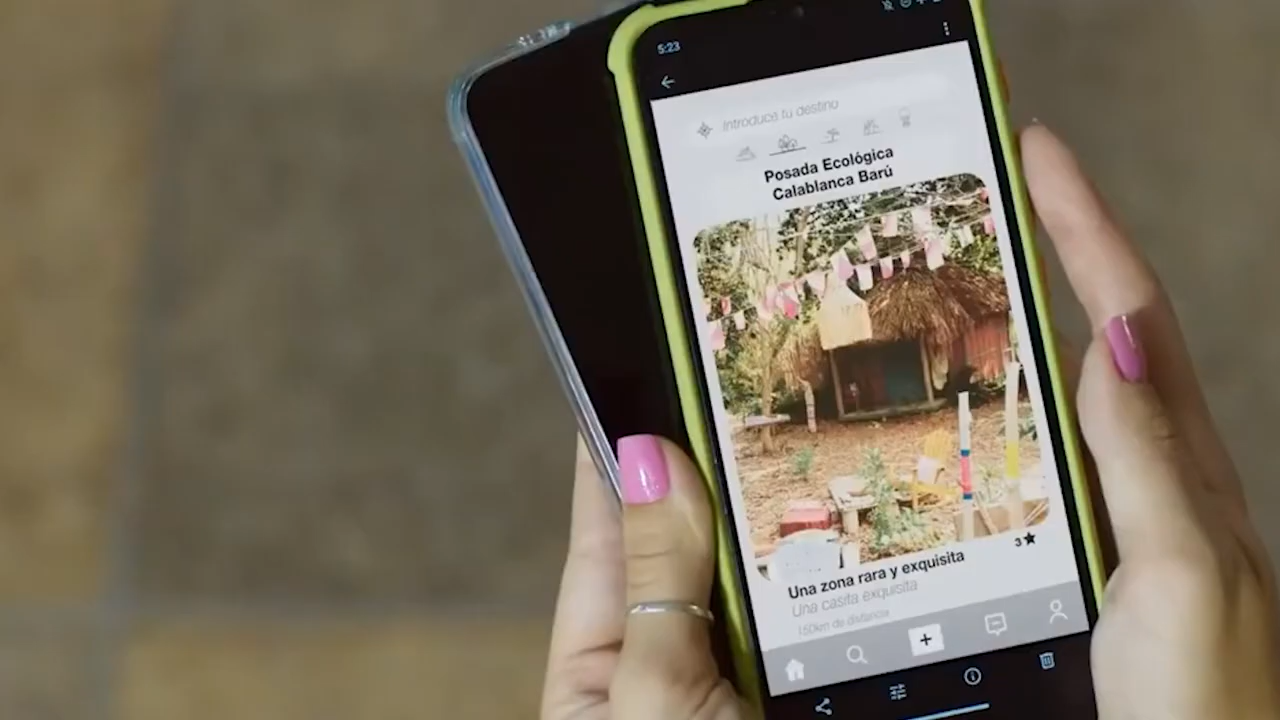 5:23
Introduce tu destino
Posada Ecológica
Calablanca Barú
3★
Una zona rara y exquisita
Una casita exquisita
150km de distancia